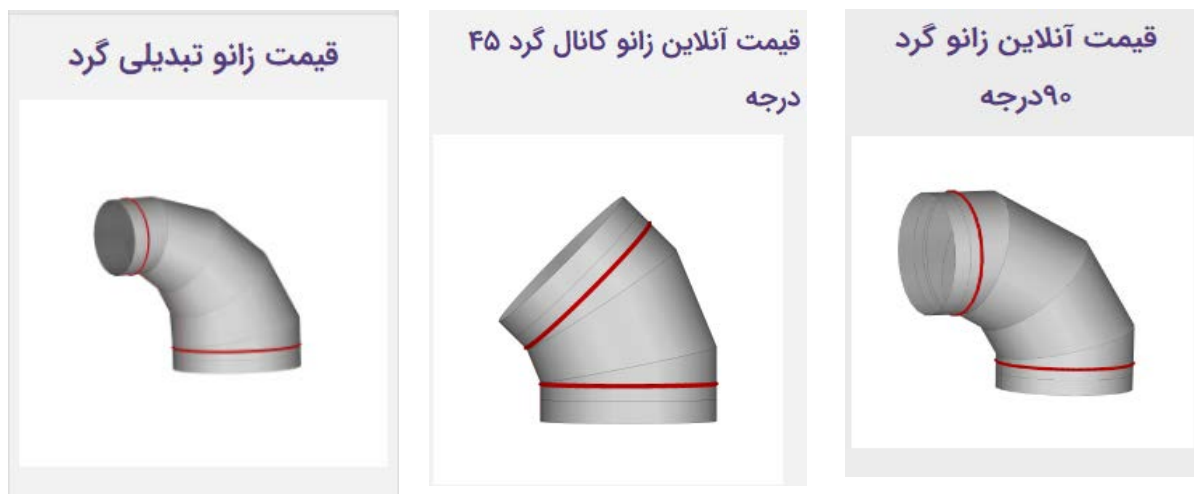 قیمت آنلاین زانو گرد
۹۰درجه
قیمت آنلاین زانو کانال گرد ۴۵
درجه
قیمت زانو تبدیلی گرد